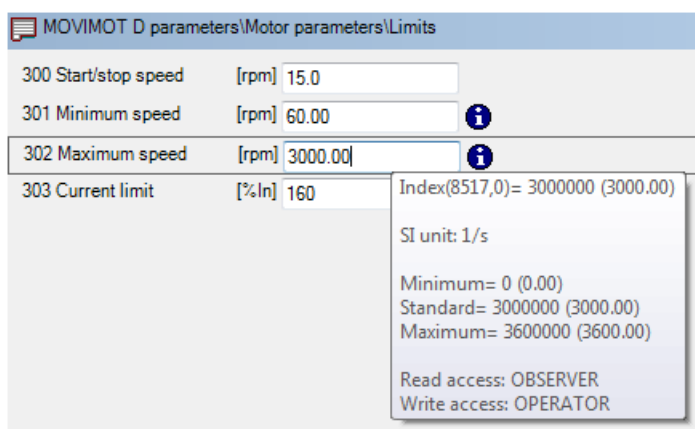 MOVIMOT D parameters\Motor parameters\Limits
300 Start/stop speed [rpm] 15.0
301 Minimum speed [rpm] 60.00
302 Maximum speed [rpm] 3000.00
303 Current limit [%In] 160
Index(8517,0)= 3000000 (3000.00)
SI unit: 1/s
Minimum= 0 (0.00)
Standard= 3000000 (3000.00)
Maximum= 3600000 (3600.00)
Read access: OBSERVER
Write access: OPERATOR